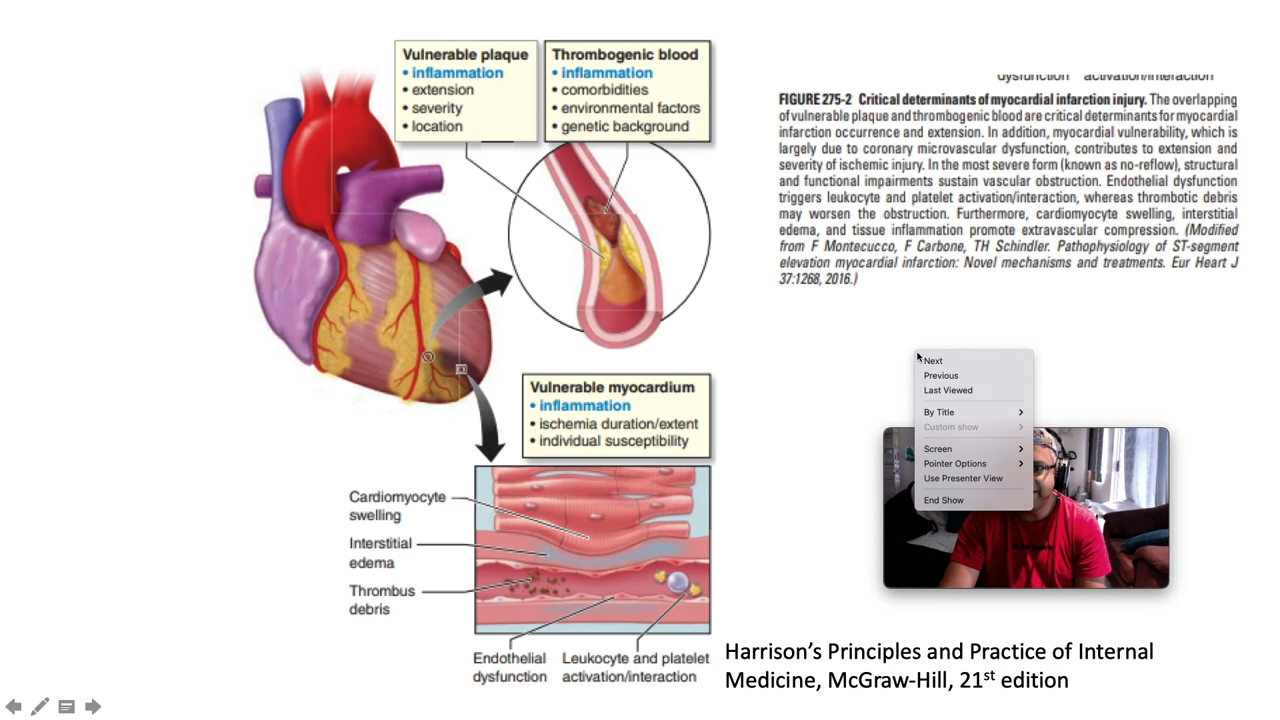 Vulnerable plaque
• inflammation
• extension
• severity
• location
Thrombogenic blood
• inflammation
• comorbidities
• environmental factors
• genetic background
Vulnerable myocardium
• inflammation
• ischemia duration/extent
• individual susceptibility
Cardiomyocyte
swelling
Interstitial
edema
Thrombus
debris
Endothelial
dysfunction
Leukocyte and platelet
activation/interaction
dysfunction activation/interaction
FIGURE 275-2 Critical determinants of myocardial infarction injury. The overlapping
of vulnerable plaque and thrombogenic blood are critical determinants for myocardial
infarction occurrence and extension. In addition, myocardial vulnerability, which is
largely due to coronary microvascular dysfunction, contributes to extension and
severity of ischemic injury. In the most severe form (known as no-reflow), structural
and functional impairments sustain vascular obstruction. Endothelial dysfunction
triggers leukocyte and platelet activation/interaction, whereas thrombotic debris
may worsen the obstruction. Furthermore, cardiomyocyte swelling, interstitial
edema, and tissue inflammation promote extravascular compression. (Modified
from F Montecucco, F Carbone, TH Schindler. Pathophysiology of ST-segment
elevation myocardial infarction: Novel mechanisms and treatments. Eur Heart J
37:1268, 2016.)
Next
Previous
Last Viewed
By Title
Custom show
Screen
Pointer Options
Use Presenter View
End Show
Harrison's Principles and Practice of Internal
Medicine, McGraw-Hill, 21st edition